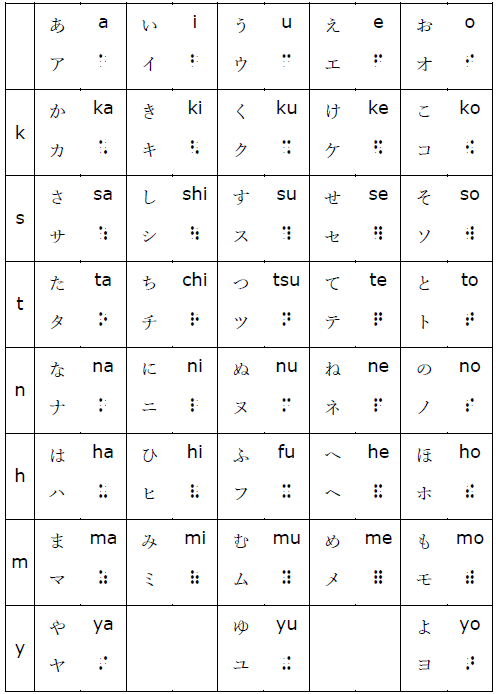 あ a い i う u え e お o
ア ⠁ イ ⠃ ウ ⠉ エ ⠋ オ ⠊
k か ka き ki く ku け ke こ ko
カ ⠡ キ ⠣ ク ⠩ ケ ⠫ コ ⠪
s さ sa し shi す su せ se そ so
サ ⠱ シ ⠳ ス ⠹ セ ⠻ ソ ⠺
t た ta ち chi つ tsu て te と to
タ ⠕ チ ⠗ ツ ⠝ テ ⠟ ト ⠞
n な na に ni ぬ nu ね ne の no
ナ ⠅ ニ ⠇ ヌ ⠍ ネ ⠏ ノ ⠎
h は ha ひ hi ふ fu へ he ほ ho
ハ ⠥ ヒ ⠧ フ ⠭ ヘ ⠯ ホ ⠮
m ま ma み mi む mu め me も mo
マ ⠵ ミ ⠷ ム ⠽ メ ⠿ モ ⠾
y や ya ゆ yu よ yo
ヤ ⠌ ユ ⠬ ヨ ⠜